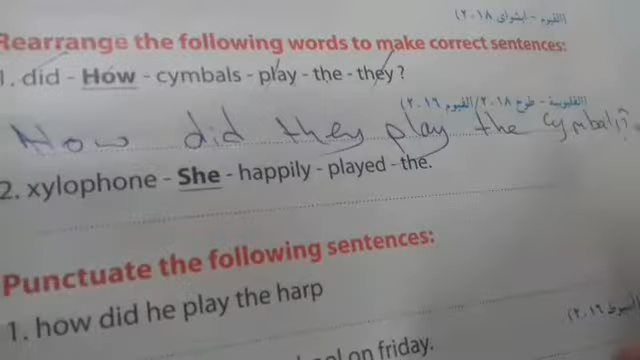 (الفيوم - ابشواى ٢٠١٨)
Rearrange the following words to make correct sentences:
1. did - How - cymbals - play - the - they?
(القليوبية - طوخ ٢٠١٨/الفيوم ٢٠١٦)
How did they play the cymbals?
2. xylophone - She - happily - played - the.
Punctuate the following sentences:
1. how did he play the harp
(أسيوط ٢٠١٦)
on friday.